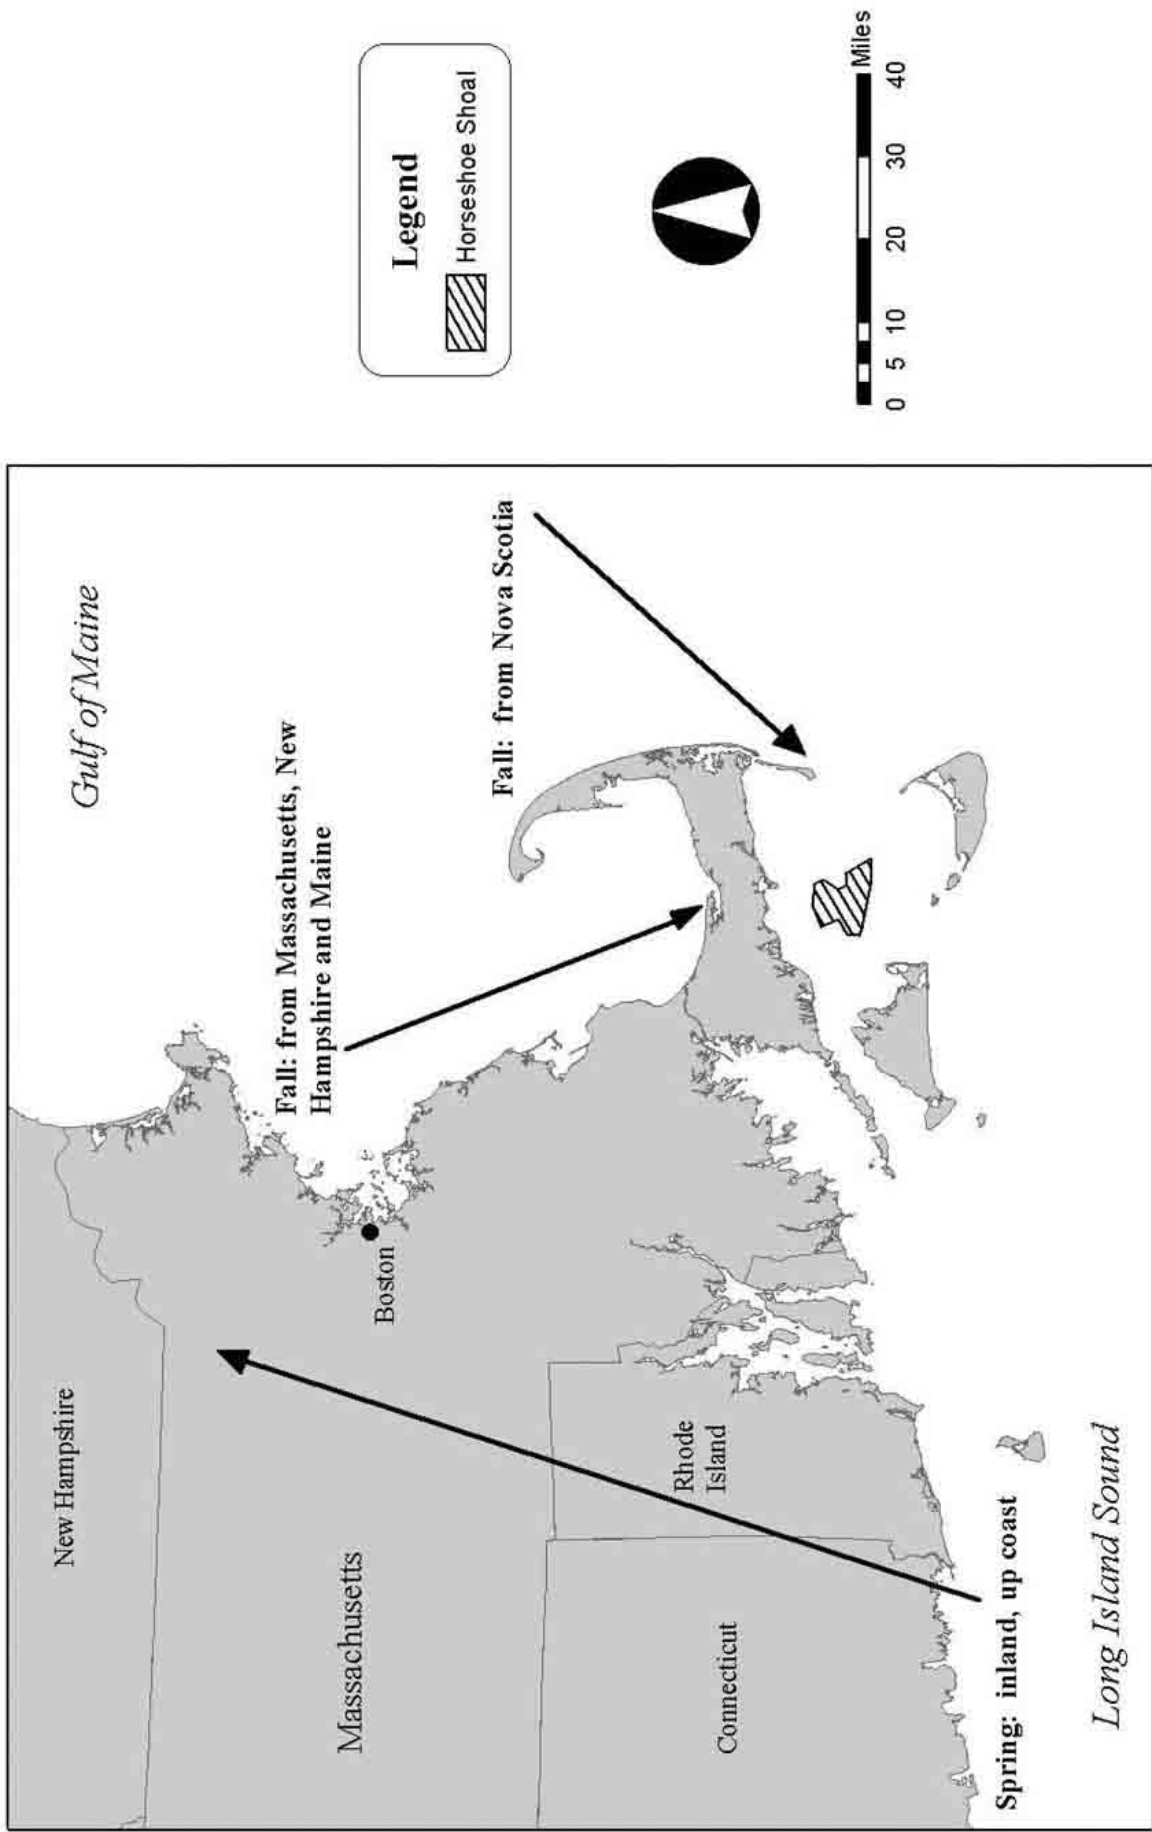 Gulf of Maine
New Hampshire
Fall: from Massachusetts, New
Hampshire and Maine
Massachusetts
Boston
Fall: from Nova Scotia
Rhode
Island
Connecticut
Spring: inland, up coast
Long Island Sound
Legend
Horseshoe Shoal
Miles
0 5 10 20 30 40